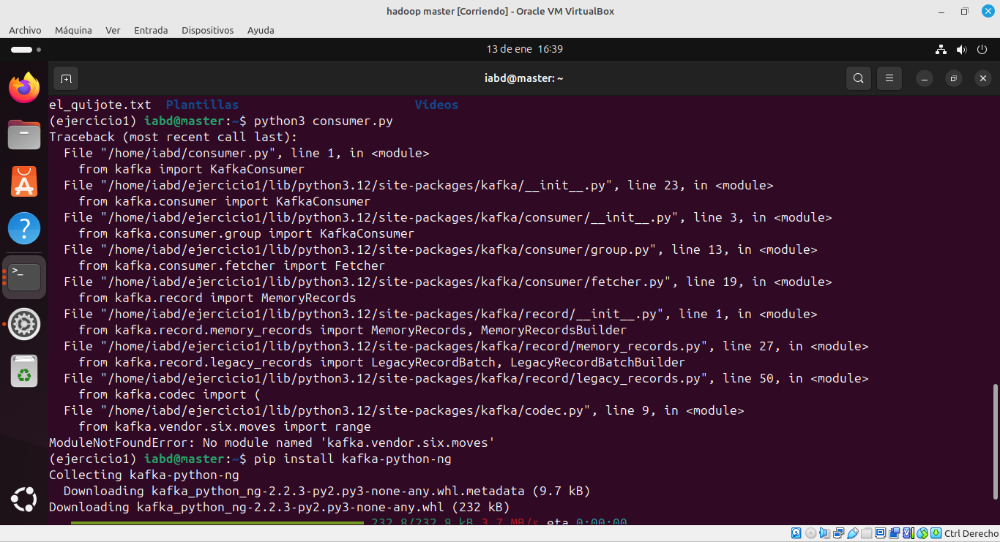 hadoop master [Corriendo] - Oracle VM VirtualBox
Archivo Máquina Ver Entrada Dispositivos Ayuda
13 de ene 16:39
iabd@master: ~
el_quijote.txt Plantillas Vídeos
(ejercicio1) iabd@master:~$ python3 consumer.py
Traceback (most recent call last):
File "/home/iabd/consumer.py", line 1, in <module>
from kafka import KafkaConsumer
File "/home/iabd/ejercicio1/lib/python3.12/site-packages/kafka/__init__.py", line 23, in <module>
from kafka.consumer import KafkaConsumer
File "/home/iabd/ejercicio1/lib/python3.12/site-packages/kafka/consumer/__init__.py", line 3, in <module>
from kafka.consumer.group import KafkaConsumer
File "/home/iabd/ejercicio1/lib/python3.12/site-packages/kafka/consumer/group.py", line 13, in <module>
from kafka.consumer.fetcher import Fetcher
File "/home/iabd/ejercicio1/lib/python3.12/site-packages/kafka/consumer/fetcher.py", line 19, in <module>
from kafka.record import MemoryRecords
File "/home/iabd/ejercicio1/lib/python3.12/site-packages/kafka/record/__init__.py", line 1, in <module>
from kafka.record.memory_records import MemoryRecords, MemoryRecordsBuilder
File "/home/iabd/ejercicio1/lib/python3.12/site-packages/kafka/record/memory_records.py", line 27, in <module>
from kafka.record.legacy_records import LegacyRecordBatch, LegacyRecordBatchBuilder
File "/home/iabd/ejercicio1/lib/python3.12/site-packages/kafka/record/legacy_records.py", line 50, in <module>
from kafka.codec import (
File "/home/iabd/ejercicio1/lib/python3.12/site-packages/kafka/codec.py", line 9, in <module>
from kafka.vendor.six.moves import range
ModuleNotFoundError: No module named 'kafka.vendor.six.moves'
(ejercicio1) iabd@master:~$ pip install kafka-python-ng
Collecting kafka-python-ng
Downloading kafka_python_ng-2.2.3-py2.py3-none-any.whl.metadata (9.7 kB)
Downloading kafka_python_ng-2.2.3-py2.py3-none-any.whl (232 kB)
232.8/232.8 kB 3.7 MB/s eta 0:00:00
Ctrl Derecho